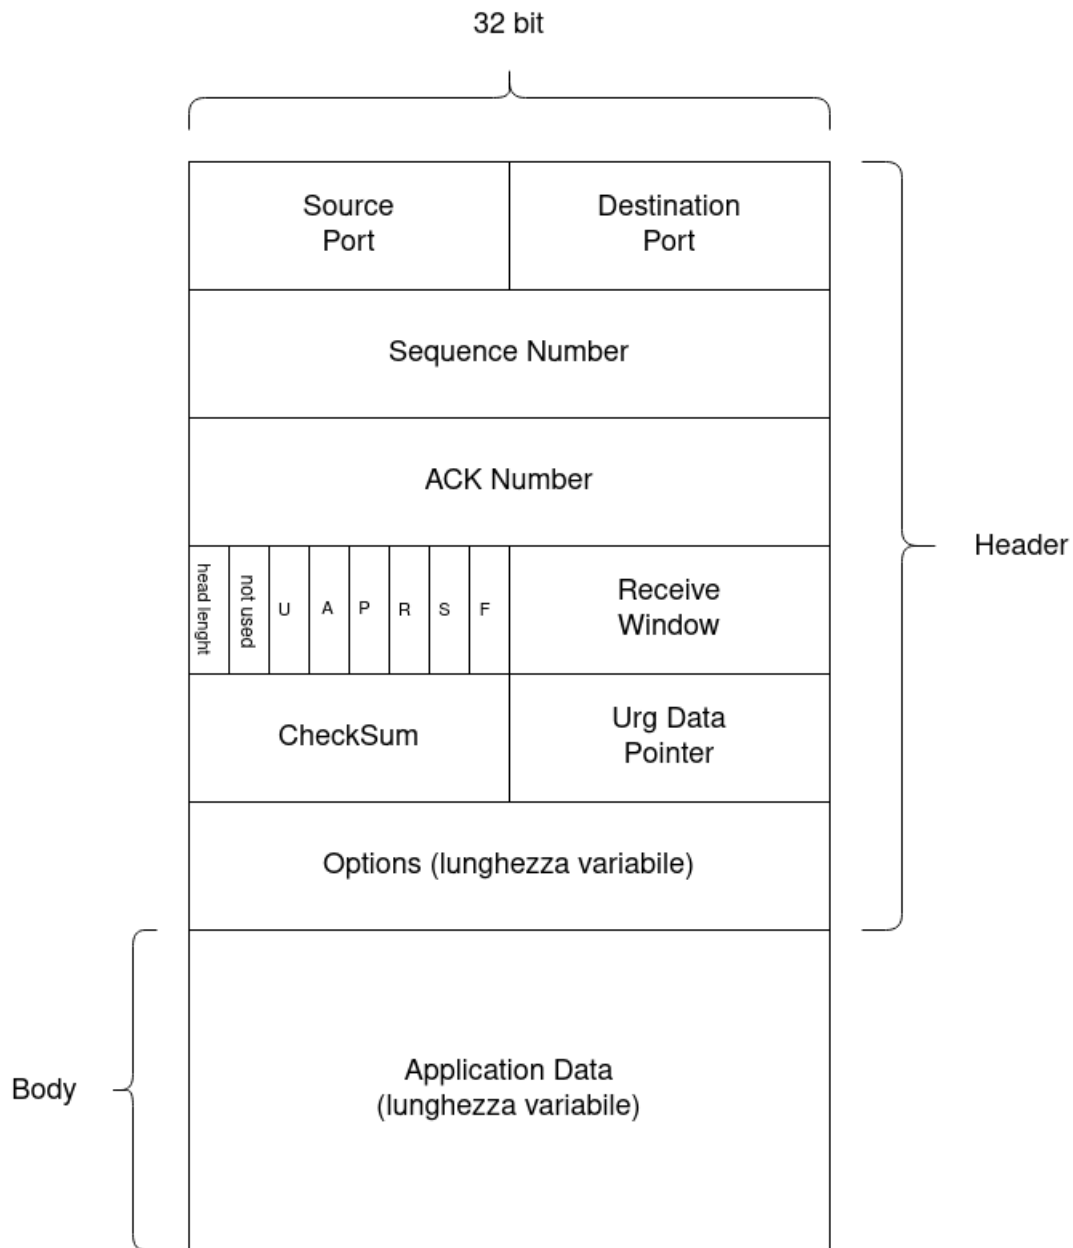 32 bit
Source
Port
Destination
Port
Sequence Number
ACK Number
Header
head lenght
not used
U
A
P
R
S
F
Receive
Window
CheckSum
Urg Data
Pointer
Options (lunghezza variabile)
Body
Application Data
(lunghezza variabile)